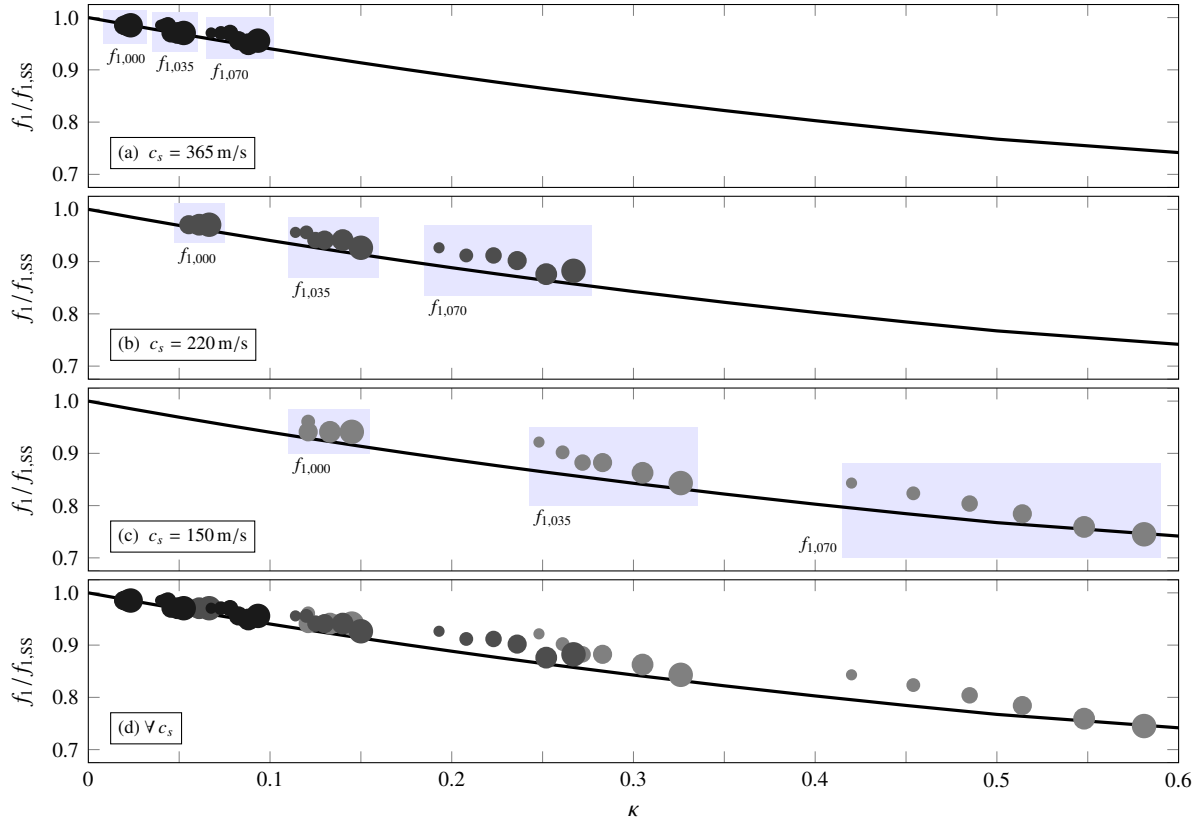 1.0
0.9
0.8
0.7
f1/f1,ss
f1,000
f1,035
f1,070
(a) cs = 365 m/s
1.0
0.9
0.8
0.7
f1/f1,ss
f1,000
f1,035
f1,070
(b) cs = 220 m/s
1.0
0.9
0.8
0.7
f1/f1,ss
f1,000
f1,035
f1,070
(c) cs = 150 m/s
1.0
0.9
0.8
0.7
f1/f1,ss
(d) ∀ cs
0 0.1 0.2 0.3 0.4 0.5 0.6
κ